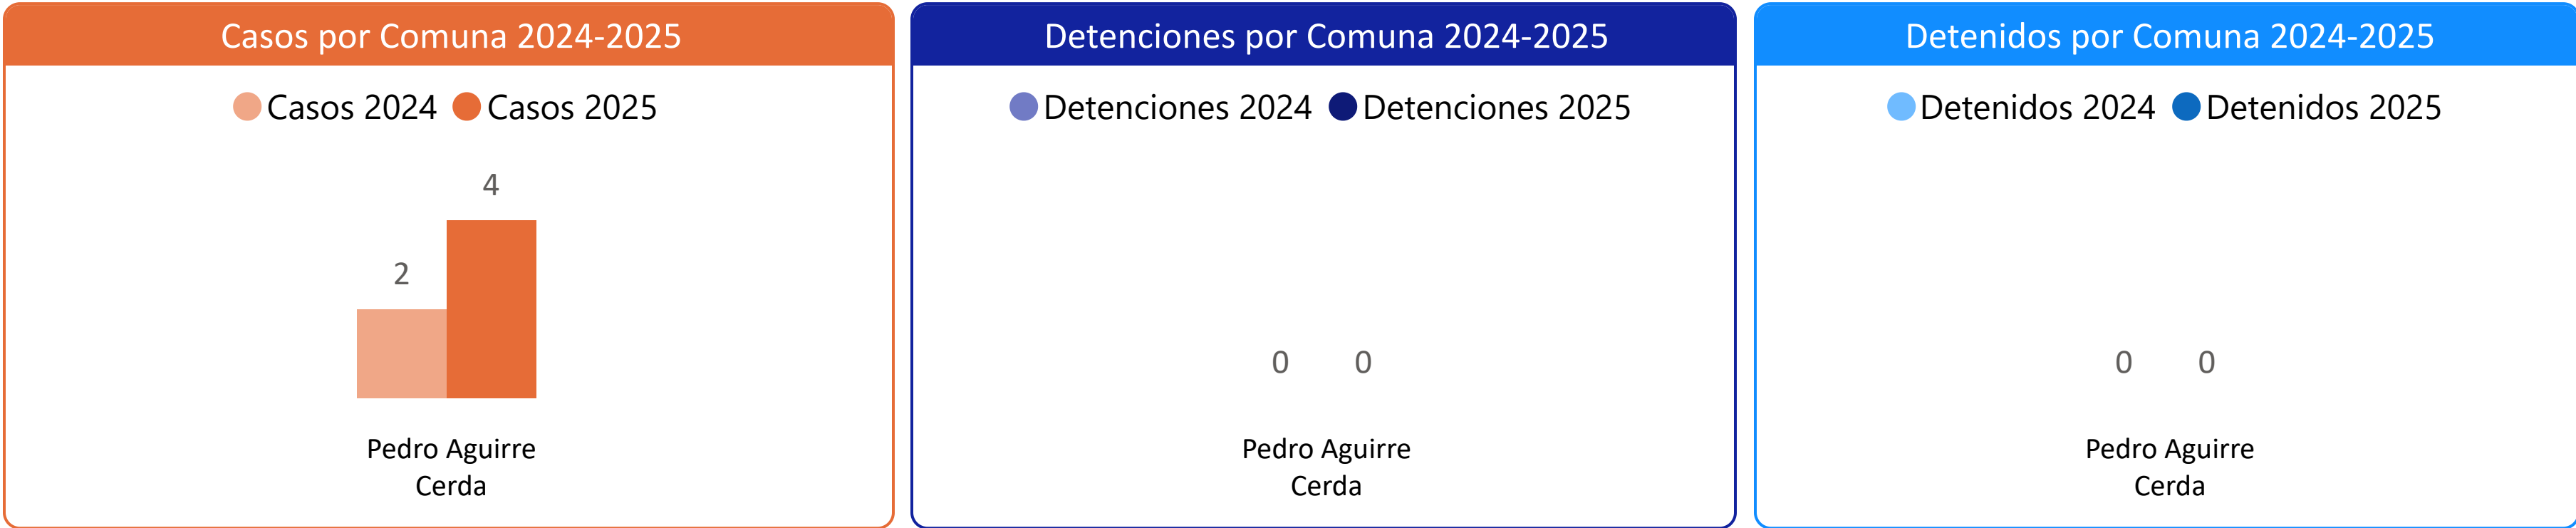 Casos por Comuna 2024-2025
Casos 2024 Casos 2025
4
2
Pedro Aguirre
Cerda
Detenciones por Comuna 2024-2025
Detenciones 2024 Detenciones 2025
0 0
Pedro Aguirre
Cerda
Detenidos por Comuna 2024-2025
Detenidos 2024 Detenidos 2025
0 0
Pedro Aguirre
Cerda